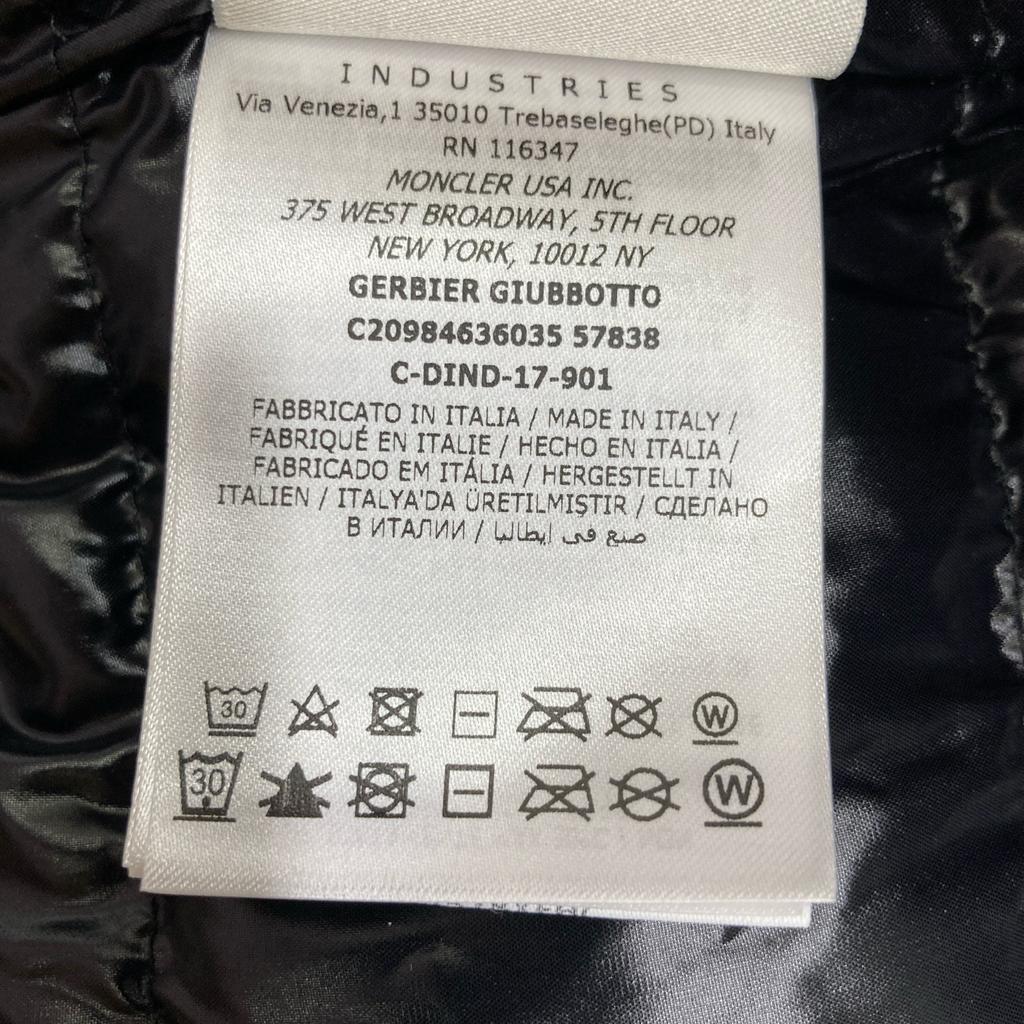 INDUSTRIES
Via Venezia,1 35010 Trebaseleghe(PD) Italy
RN 116347
MONCLER USA INC.
375 WEST BROADWAY, 5TH FLOOR
NEW YORK, 10012 NY
GERBIER GIUBBOTTO
C20984636035 57838
C-DIND-17-901
FABBRICATO IN ITALIA / MADE IN ITALY /
FABRIQUÉ EN ITALIE / HECHO EN ITALIA /
FABRICADO EM ITÁLIA / HERGESTELLT IN
ITALIEN / ITALYA'DA ÜRETILMIŞTIR / СДЕЛАНО
В ИТАЛИИ / صنع في إيطاليا
30 W
30 W